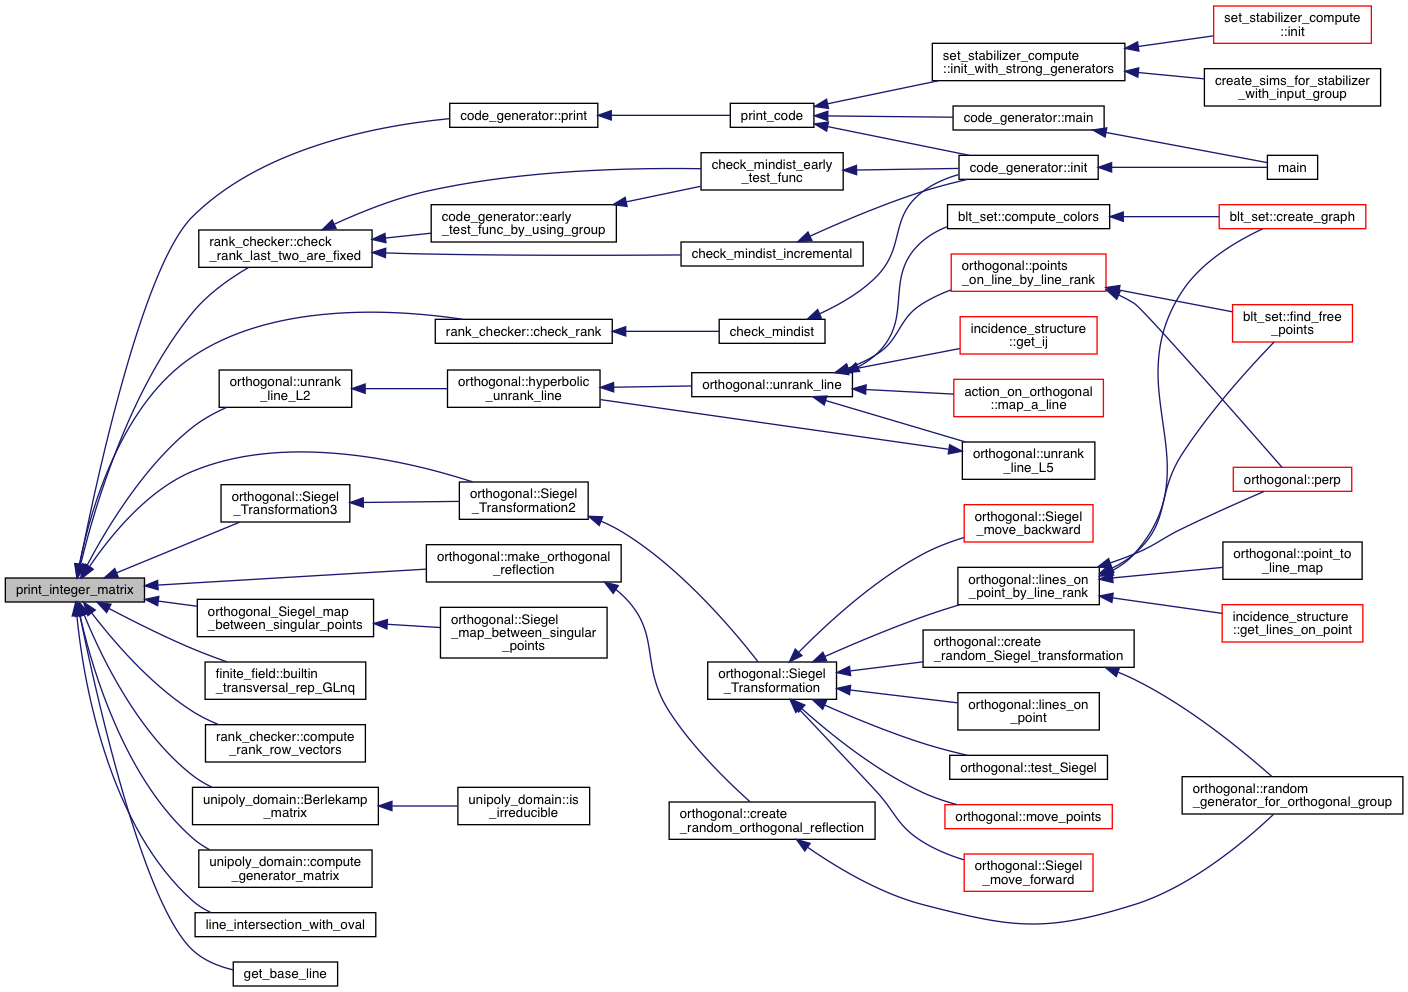 set_stabilizer_compute
::init
set_stabilizer_compute
::init_with_strong_generators
create_sims_for_stabilizer
_with_input_group
code_generator::print
print_code
code_generator::main
check_mindist_early
_test_func
code_generator::init
main
code_generator::early
_test_func_by_using_group
blt_set::compute_colors
blt_set::create_graph
rank_checker::check
_rank_last_two_are_fixed
check_mindist_incremental
orthogonal::points
_on_line_by_line_rank
blt_set::find_free
_points
rank_checker::check_rank
check_mindist
incidence_structure
::get_ij
orthogonal::unrank
_line_L2
orthogonal::hyperbolic
_unrank_line
orthogonal::unrank_line
action_on_orthogonal
::map_a_line
orthogonal::unrank
_line_L5
orthogonal::perp
orthogonal::Siegel
_Transformation3
orthogonal::Siegel
_Transformation2
orthogonal::Siegel
_move_backward
orthogonal::make_orthogonal
_reflection
orthogonal::point_to
_line_map
print_integer_matrix
orthogonal::lines_on
_point_by_line_rank
orthogonal_Siegel_map
_between_singular_points
orthogonal::Siegel
_map_between_singular
_points
incidence_structure
::get_lines_on_point
orthogonal::create
_random_Siegel_transformation
finite_field::builtin
_transversal_rep_GLnq
orthogonal::Siegel
_Transformation
orthogonal::lines_on
_point
rank_checker::compute
_rank_row_vectors
orthogonal::test_Siegel
unipoly_domain::Berlekamp
_matrix
unipoly_domain::is
_irreducible
orthogonal::create
_random_orthogonal_reflection
orthogonal::move_points
orthogonal::random
_generator_for_orthogonal_group
unipoly_domain::compute
_generator_matrix
orthogonal::Siegel
_move_forward
line_intersection_with_oval
get_base_line